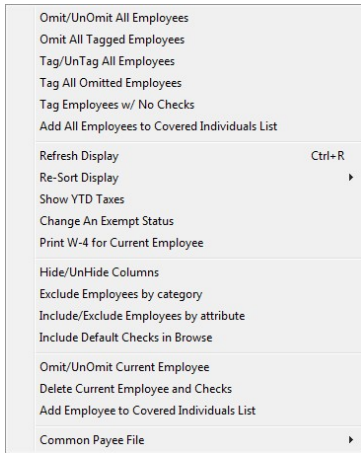 Omit/UnOmit All Employees
Omit All Tagged Employees
Tag/UnTag All Employees
Tag All Omitted Employees
Tag Employees w/ No Checks
Add All Employees to Covered Individuals List
Refresh Display Ctrl+R
Re-Sort Display
Show YTD Taxes
Change An Exempt Status
Print W-4 for Current Employee
Hide/UnHide Columns
Exclude Employees by category
Include/Exclude Employees by attribute
Include Default Checks in Browse
Omit/UnOmit Current Employee
Delete Current Employee and Checks
Add Employee to Covered Individuals List
Common Payee File